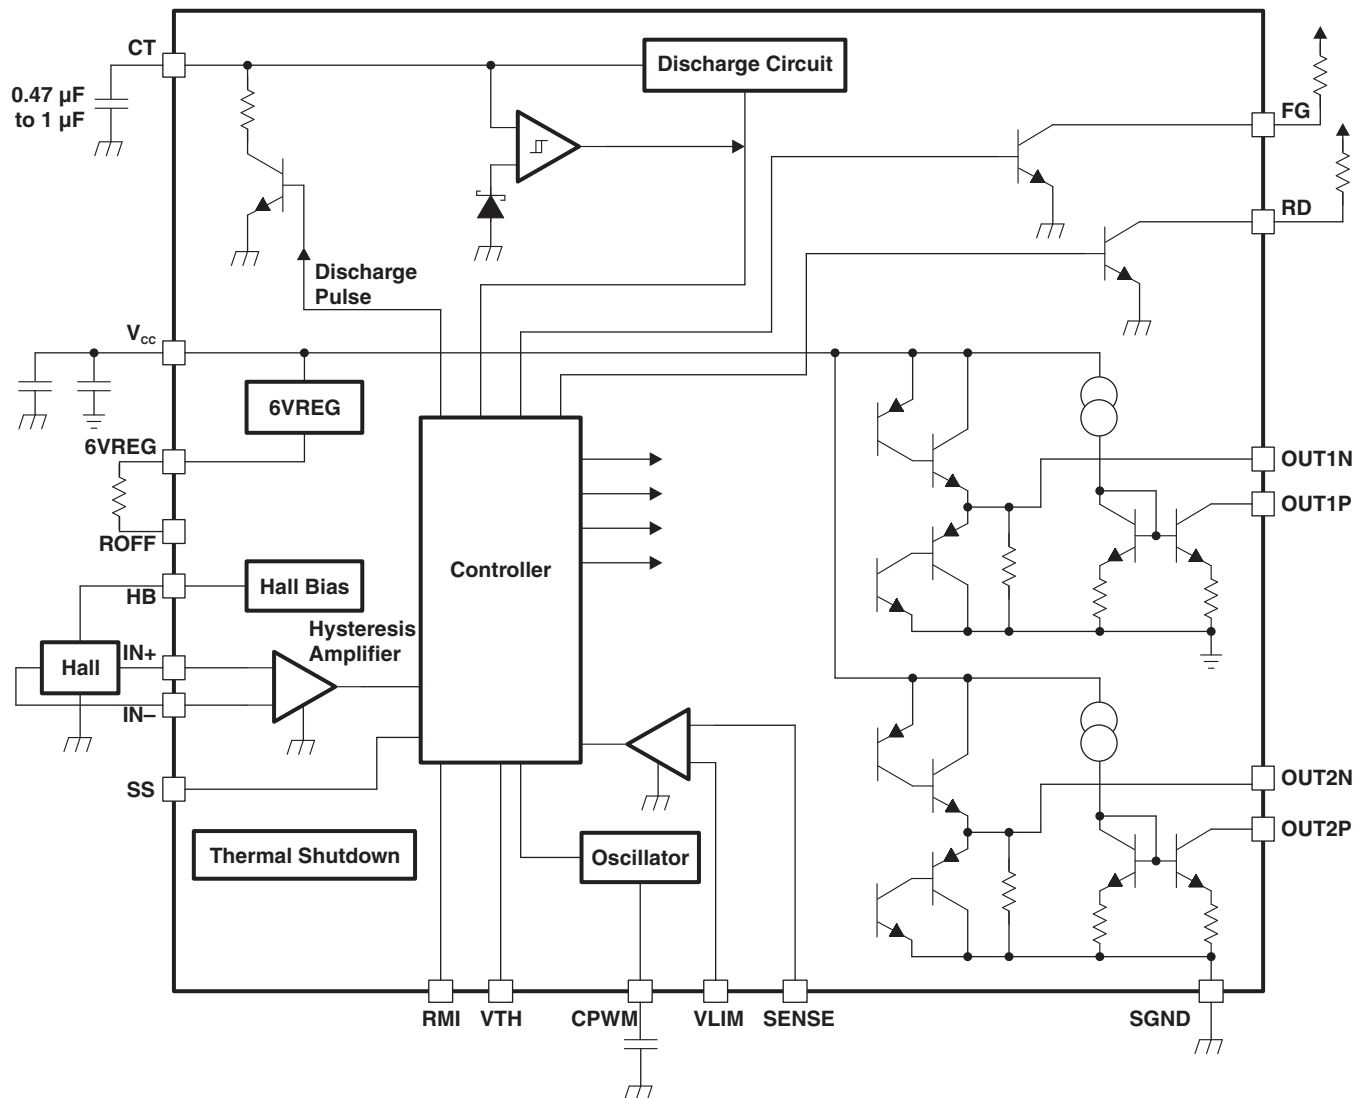 CT
Discharge Circuit
0.47 µF
to 1 µF
FG
RD
Discharge
Pulse
VCC
6VREG
6VREG
OUT1N
OUT1P
ROFF
Controller
Hall Bias
HB
Hysteresis
Amplifier
IN+
Hall
IN–
SS
OUT2N
OUT2P
Thermal Shutdown
Oscillator
RMI
VTH
CPWM
VLIM
SENSE
SGND